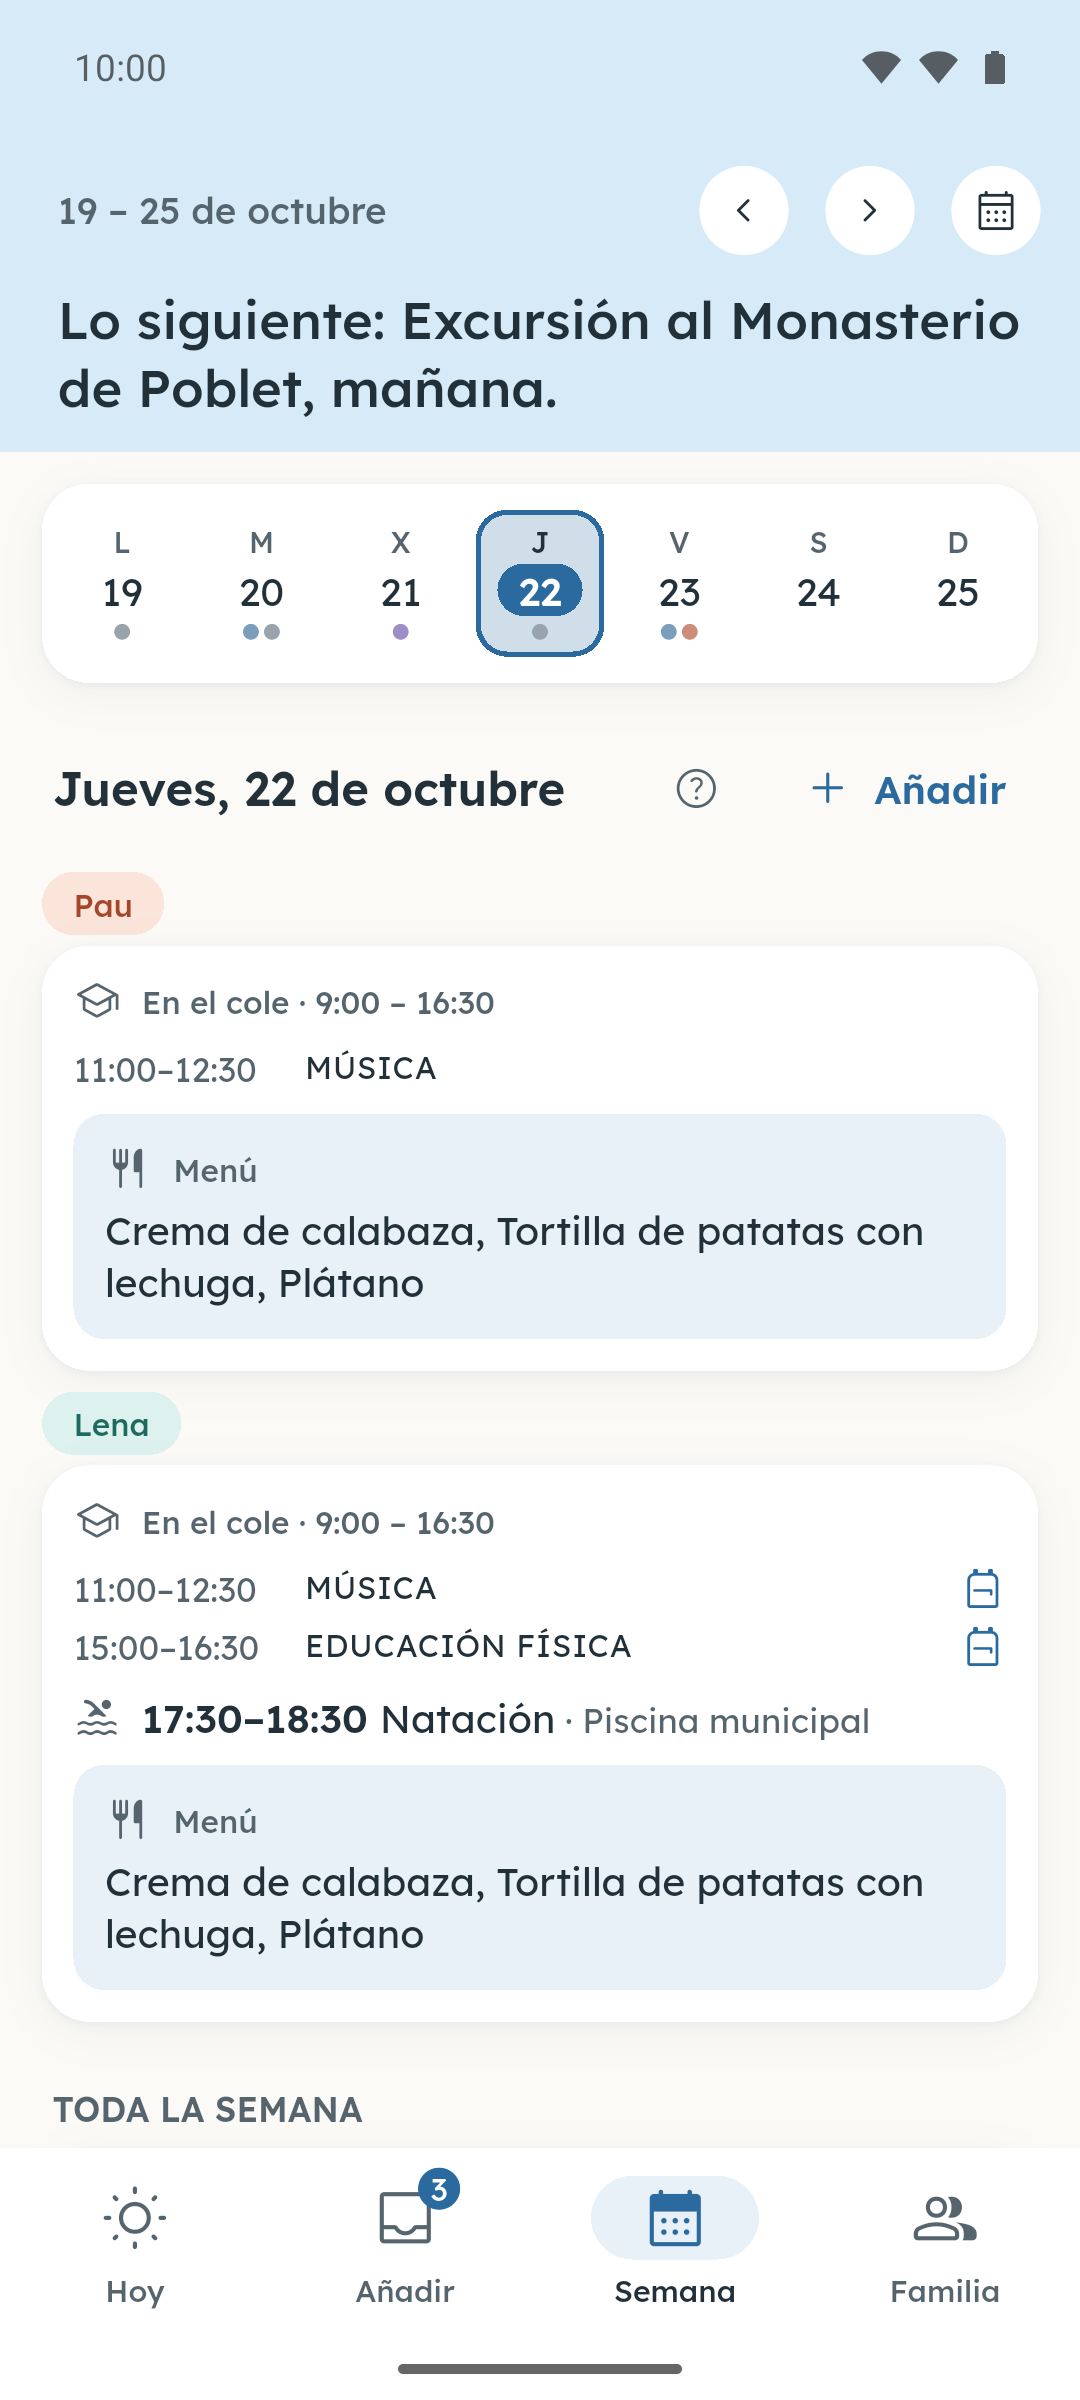 10:00
19 – 25 de octubre
Lo siguiente: Excursión al Monasterio
de Poblet, mañana.
L M X J V S D
19 20 21 22 23 24 25
Jueves, 22 de octubre
Añadir
Pau
En el cole · 9:00 – 16:30
11:00–12:30 MÚSICA
Menú
Crema de calabaza, Tortilla de patatas con
lechuga, Plátano
Lena
En el cole · 9:00 – 16:30
11:00–12:30 MÚSICA
15:00–16:30 EDUCACIÓN FÍSICA
17:30–18:30 Natación · Piscina municipal
Menú
Crema de calabaza, Tortilla de patatas con
lechuga, Plátano
TODA LA SEMANA
3
Hoy Añadir Semana Familia